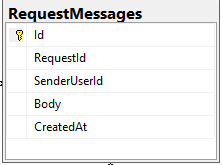 RequestMessages
Id
RequestId
SenderUserId
Body
CreatedAt